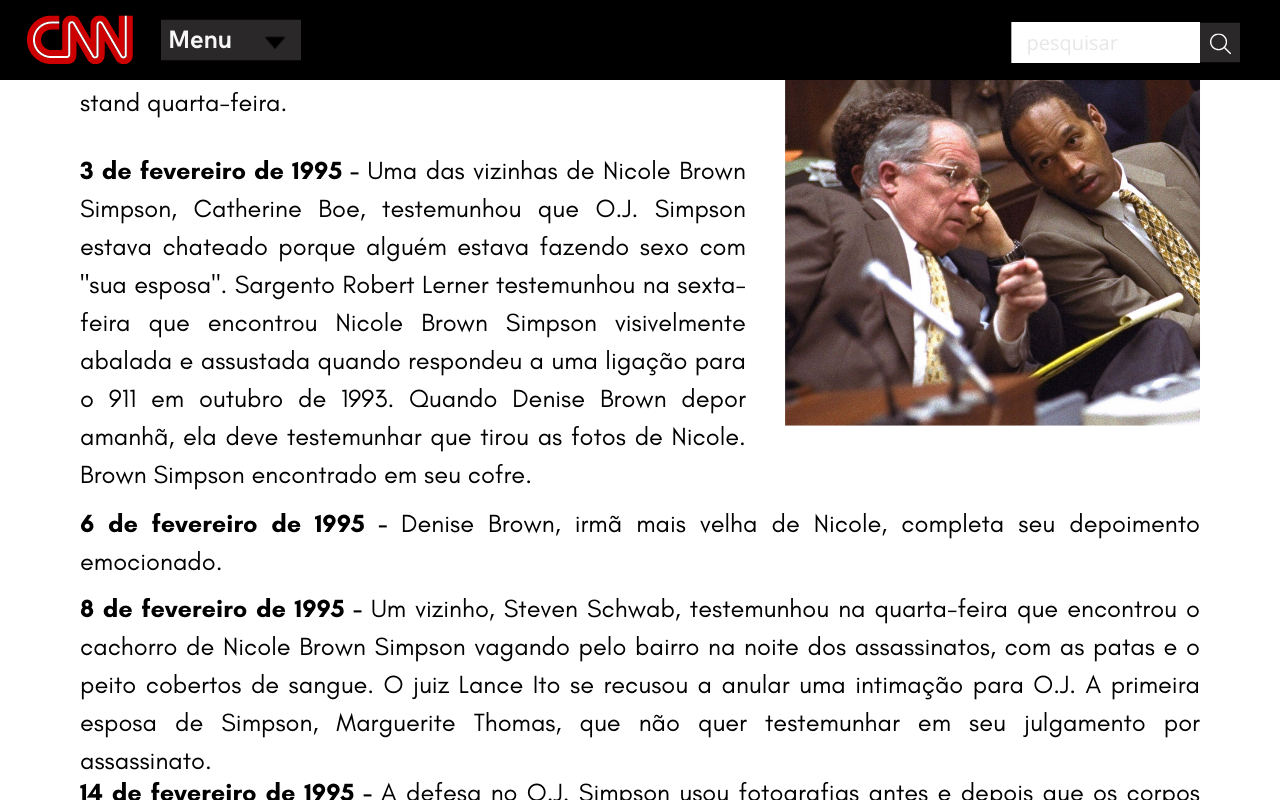 CNN Menu pesquisar
stand quarta-feira.
3 de fevereiro de 1995 - Uma das vizinhas de Nicole Brown
Simpson, Catherine Boe, testemunhou que O.J. Simpson
estava chateado porque alguém estava fazendo sexo com
"sua esposa". Sargento Robert Lerner testemunhou na sexta-
feira que encontrou Nicole Brown Simpson visivelmente
abalada e assustada quando respondeu a uma ligação para
o 911 em outubro de 1993. Quando Denise Brown depor
amanhã, ela deve testemunhar que tirou as fotos de Nicole.
Brown Simpson encontrado em seu cofre.
6 de fevereiro de 1995 - Denise Brown, irmã mais velha de Nicole, completa seu depoimento
emocionado.
8 de fevereiro de 1995 - Um vizinho, Steven Schwab, testemunhou na quarta-feira que encontrou o
cachorro de Nicole Brown Simpson vagando pelo bairro na noite dos assassinatos, com as patas e o
peito cobertos de sangue. O juiz Lance Ito se recusou a anular uma intimação para O.J. A primeira
esposa de Simpson, Marguerite Thomas, que não quer testemunhar em seu julgamento por
assassinato.
14 de fevereiro de 1995 - A defesa no O.J. Simpson usou fotografias antes e depois que os corpos